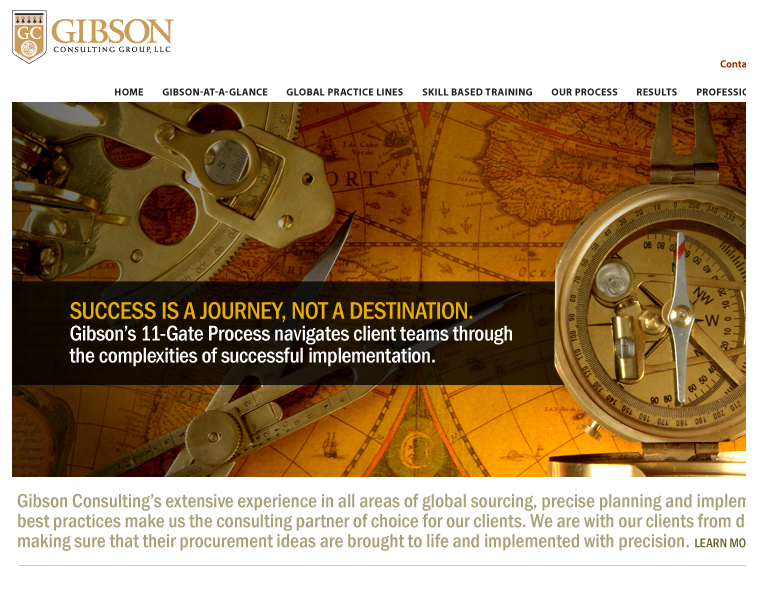 GC
GIBSON
CONSULTING GROUP, LLC
Conta
HOME GIBSON-AT-A-GLANCE GLOBAL PRACTICE LINES SKILL BASED TRAINING OUR PROCESS RESULTS PROFESSIC
SUCCESS IS A JOURNEY, NOT A DESTINATION.
Gibson's 11-Gate Process navigates client teams through
the complexities of successful implementation.
Gibson Consulting's extensive experience in all areas of global sourcing, precise planning and implem
best practices make us the consulting partner of choice for our clients. We are with our clients from d
making sure that their procurement ideas are brought to life and implemented with precision. LEARN MO